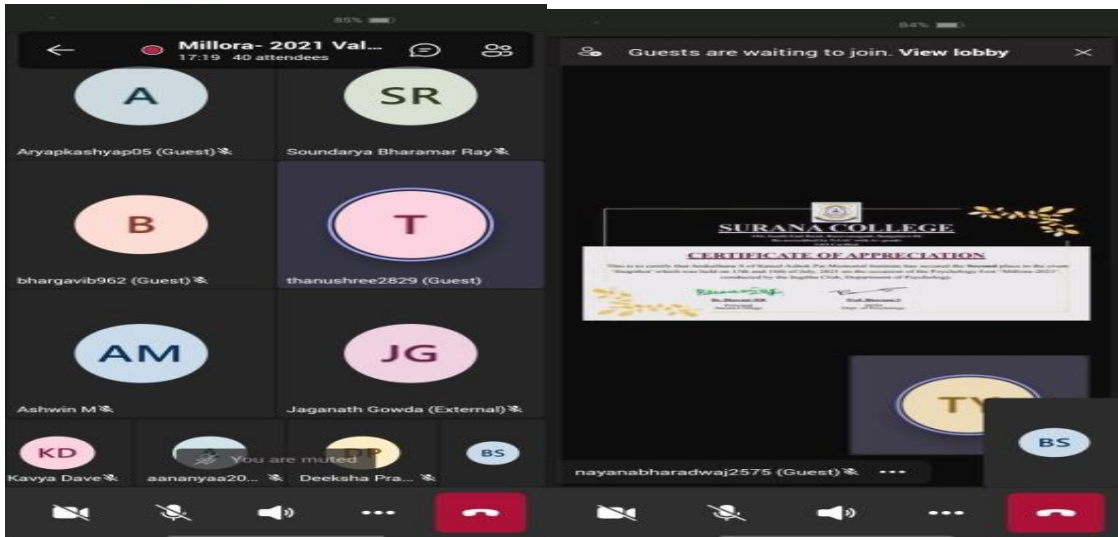 85%
Millora- 2021 Val...
17:19 40 attendees
A
SR
Aryapkashyap05 (Guest)
Soundarya Bharamar Ray
B
T
bhargavib962 (Guest)
thanushree2829 (Guest)
AM
JG
Ashwin M
Jaganath Gowda (External)
KD
BS
You are muted
Kavya Dave
aananyaa20...
Deeksha Pra...
84%
Guests are waiting to join. View lobby
SURANA COLLEGE
CERTIFICATE OF APPRECIATION
TY
BS
nayanabharadwaj2575 (Guest)